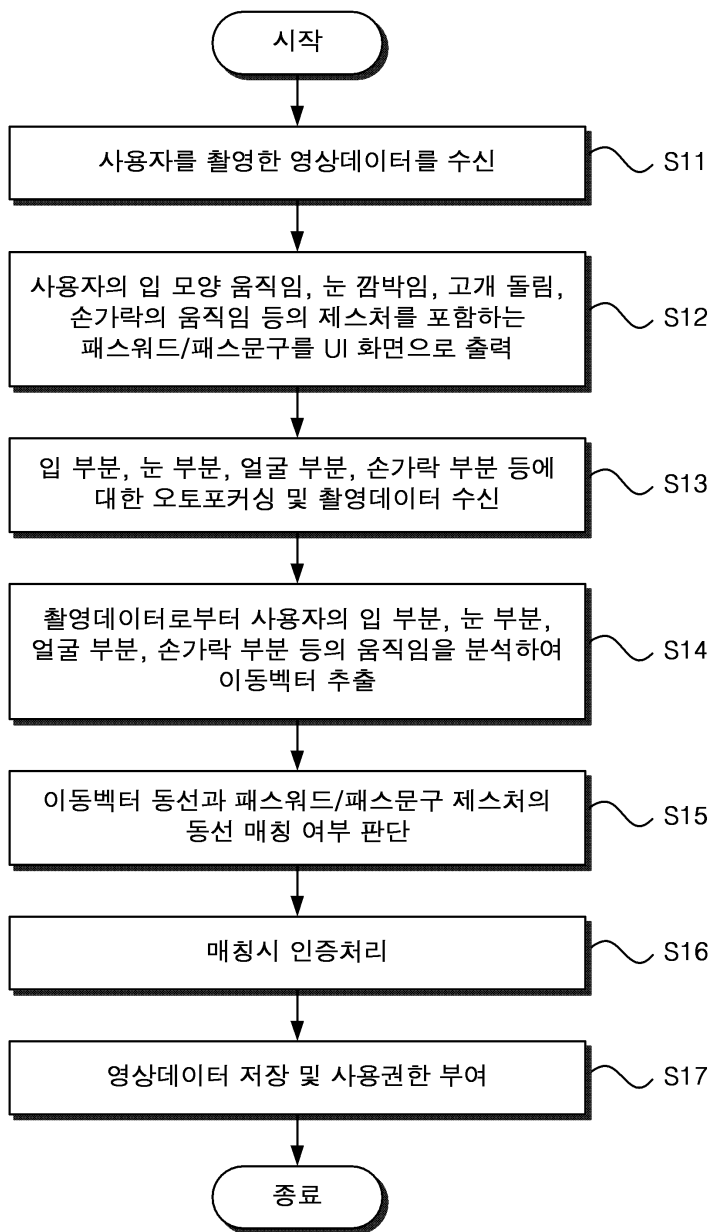 시작
사용자를 촬영한 영상데이터를 수신
S11
사용자의 입 모양 움직임, 눈 깜박임, 고개 돌림,
손가락의 움직임 등의 제스처를 포함하는
패스워드/패스문구를 UI 화면으로 출력
S12
입 부분, 눈 부분, 얼굴 부분, 손가락 부분 등에
대한 오토포커싱 및 촬영데이터 수신
S13
촬영데이터로부터 사용자의 입 부분, 눈 부분,
얼굴 부분, 손가락 부분 등의 움직임을 분석하여
이동벡터 추출
S14
이동벡터 동선과 패스워드/패스문구 제스처의
동선 매칭 여부 판단
S15
매칭시 인증처리
S16
영상데이터 저장 및 사용권한 부여
S17
종료